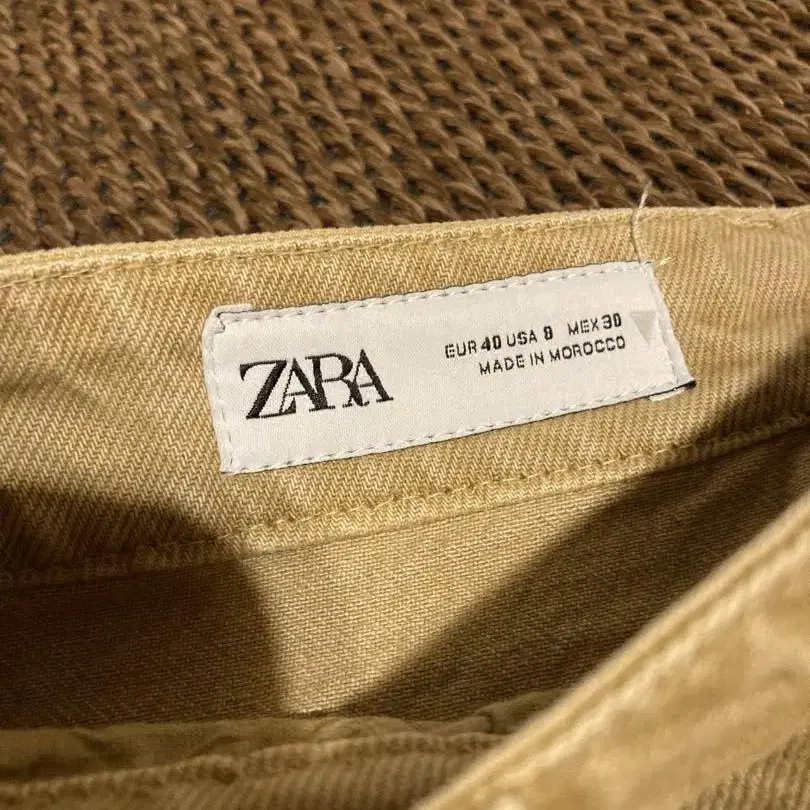 ZARA
EUR 40 USA 8 MEX 30
MADE IN MOROCCO